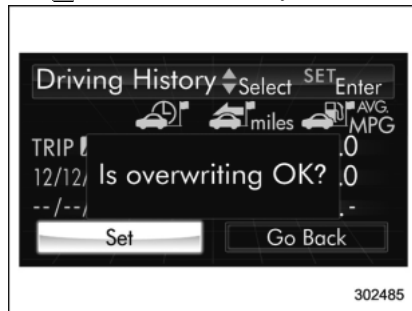 Driving History Select SET Enter
miles AVG. MPG
TRIP .0
12/12/ .0
Is overwriting OK?
--/--/ .-
Set Go Back
302485